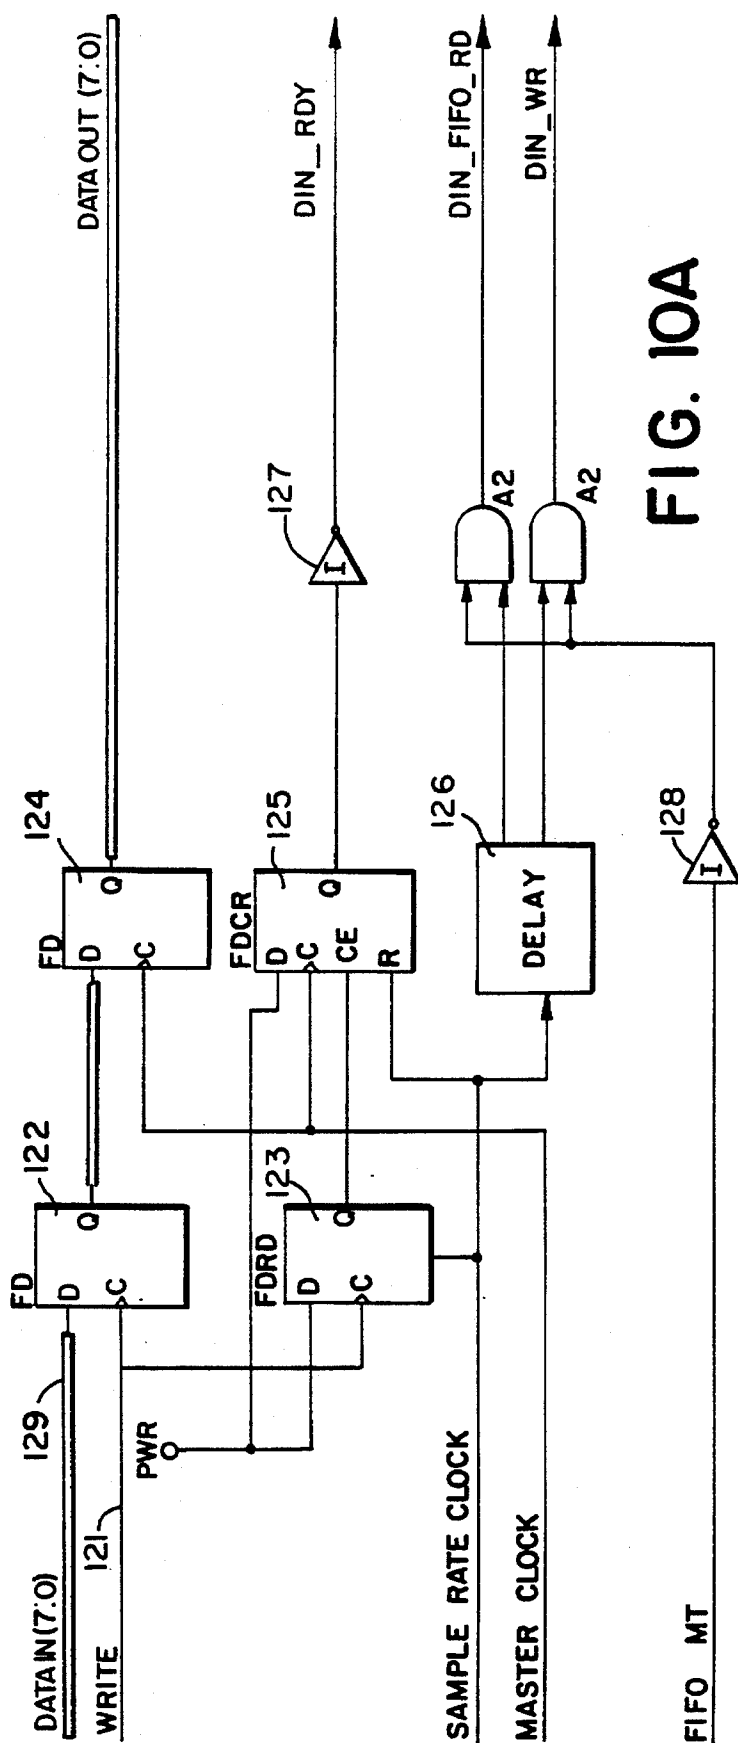 DATA IN (7:0)
129
FD
D
C
Q
122
FD
D
C
Q
124
DATA OUT (7:0)
WRITE
121
PWR
FDRD
D
C
Q
123
FDCR
D
C
CE
R
Q
125
I
127
DIN_RDY
SAMPLE RATE CLOCK
MASTER CLOCK
DELAY
126
A2
DIN_FIFO_RD
A2
DIN_WR
FIFO MT
I
128
FIG. 10A